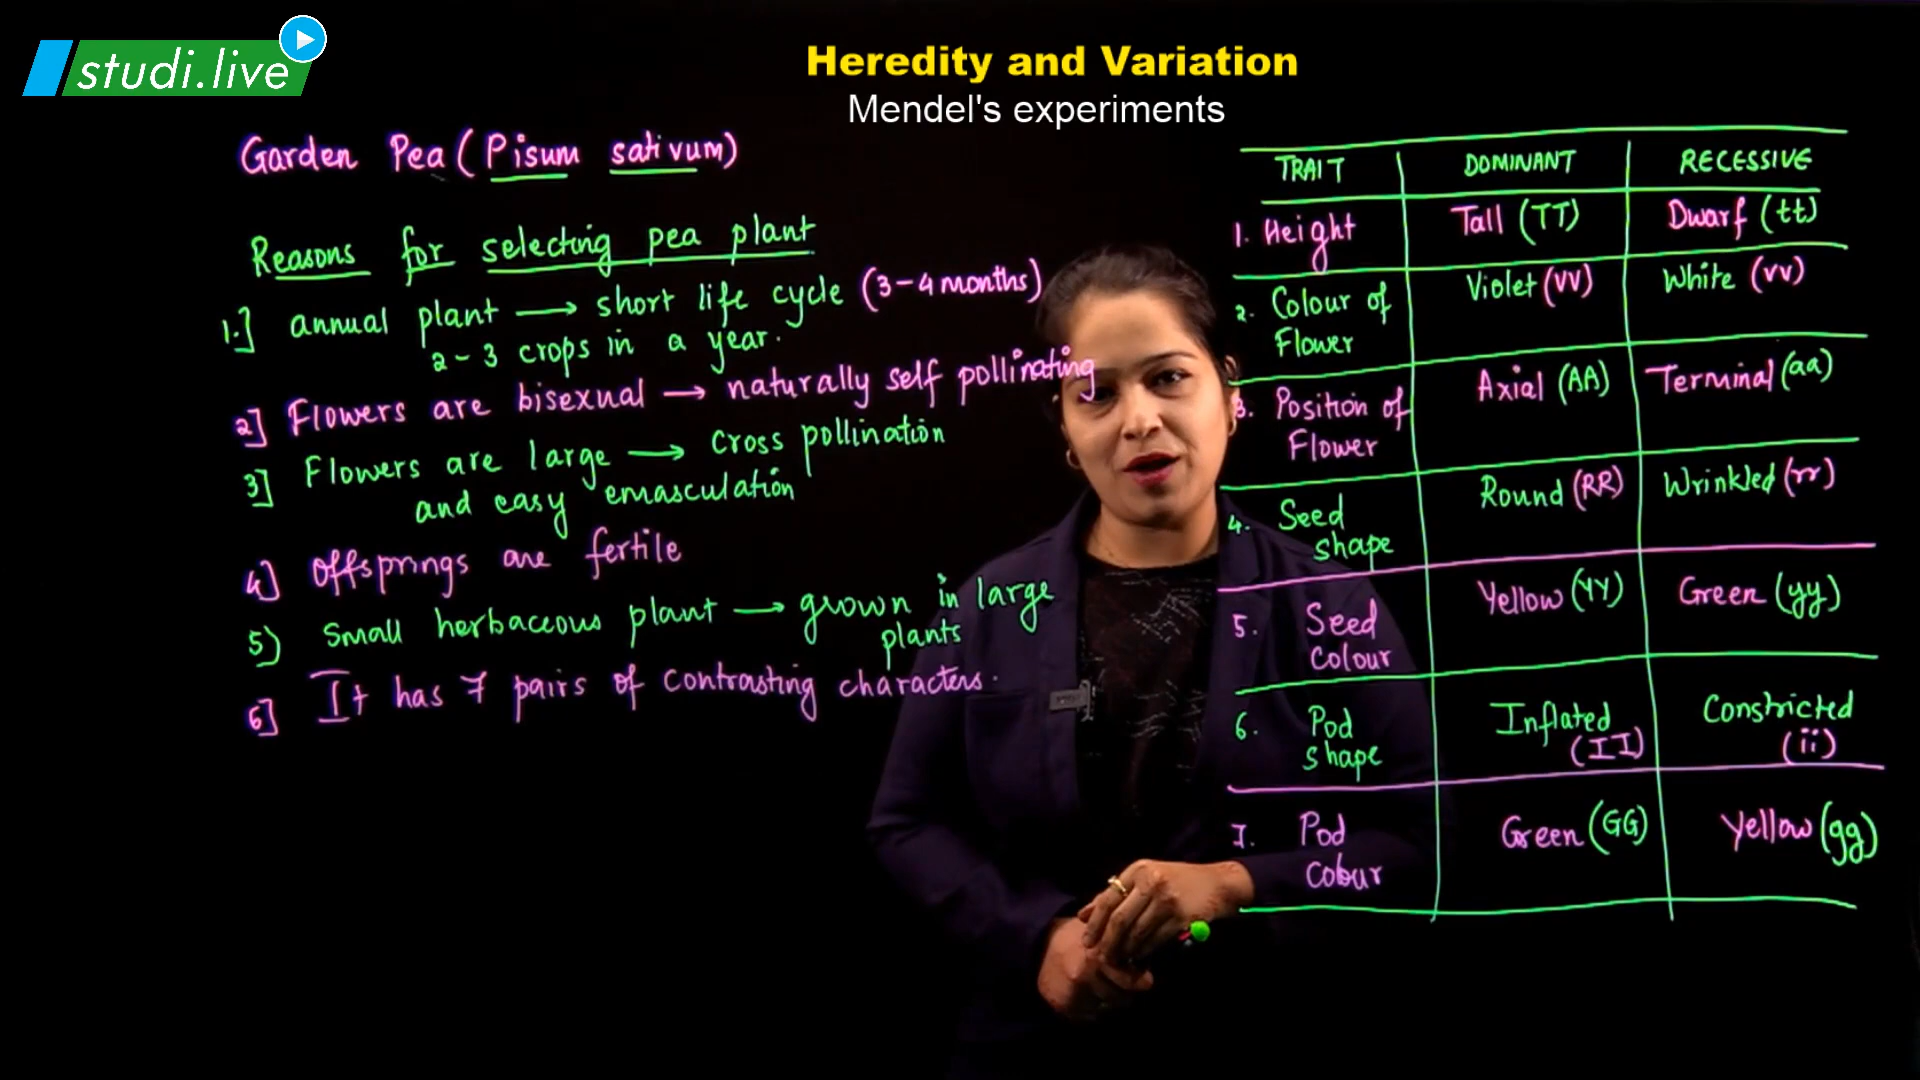 studi.live
Heredity and Variation
Mendel's experiments
Garden Pea (Pisum sativum)
Reasons for selecting pea plant
1.] annual plant → short life cycle (3-4 months)
2-3 crops in a year.
2] Flowers are bisexual → naturally self pollinating
3] Flowers are large → cross pollination
and easy emasculation
4] Offsprings are fertile
5) Small herbaceous plant → grown in large
plants
6] It has 7 pairs of contrasting characters.
TRAIT DOMINANT RECESSIVE
1. Height Tall (TT) Dwarf (tt)
2. Colour of Violet (VV) White (vv)
Flower
3. Position of Axial (AA) Terminal (aa)
Flower
4. Seed Round (RR) Wrinkled (rr)
shape
5. Seed Yellow (YY) Green (yy)
Colour
6. Pod Inflated Constricted
shape (II) (ii)
7. Pod Green (GG) Yellow (gg)
Colour